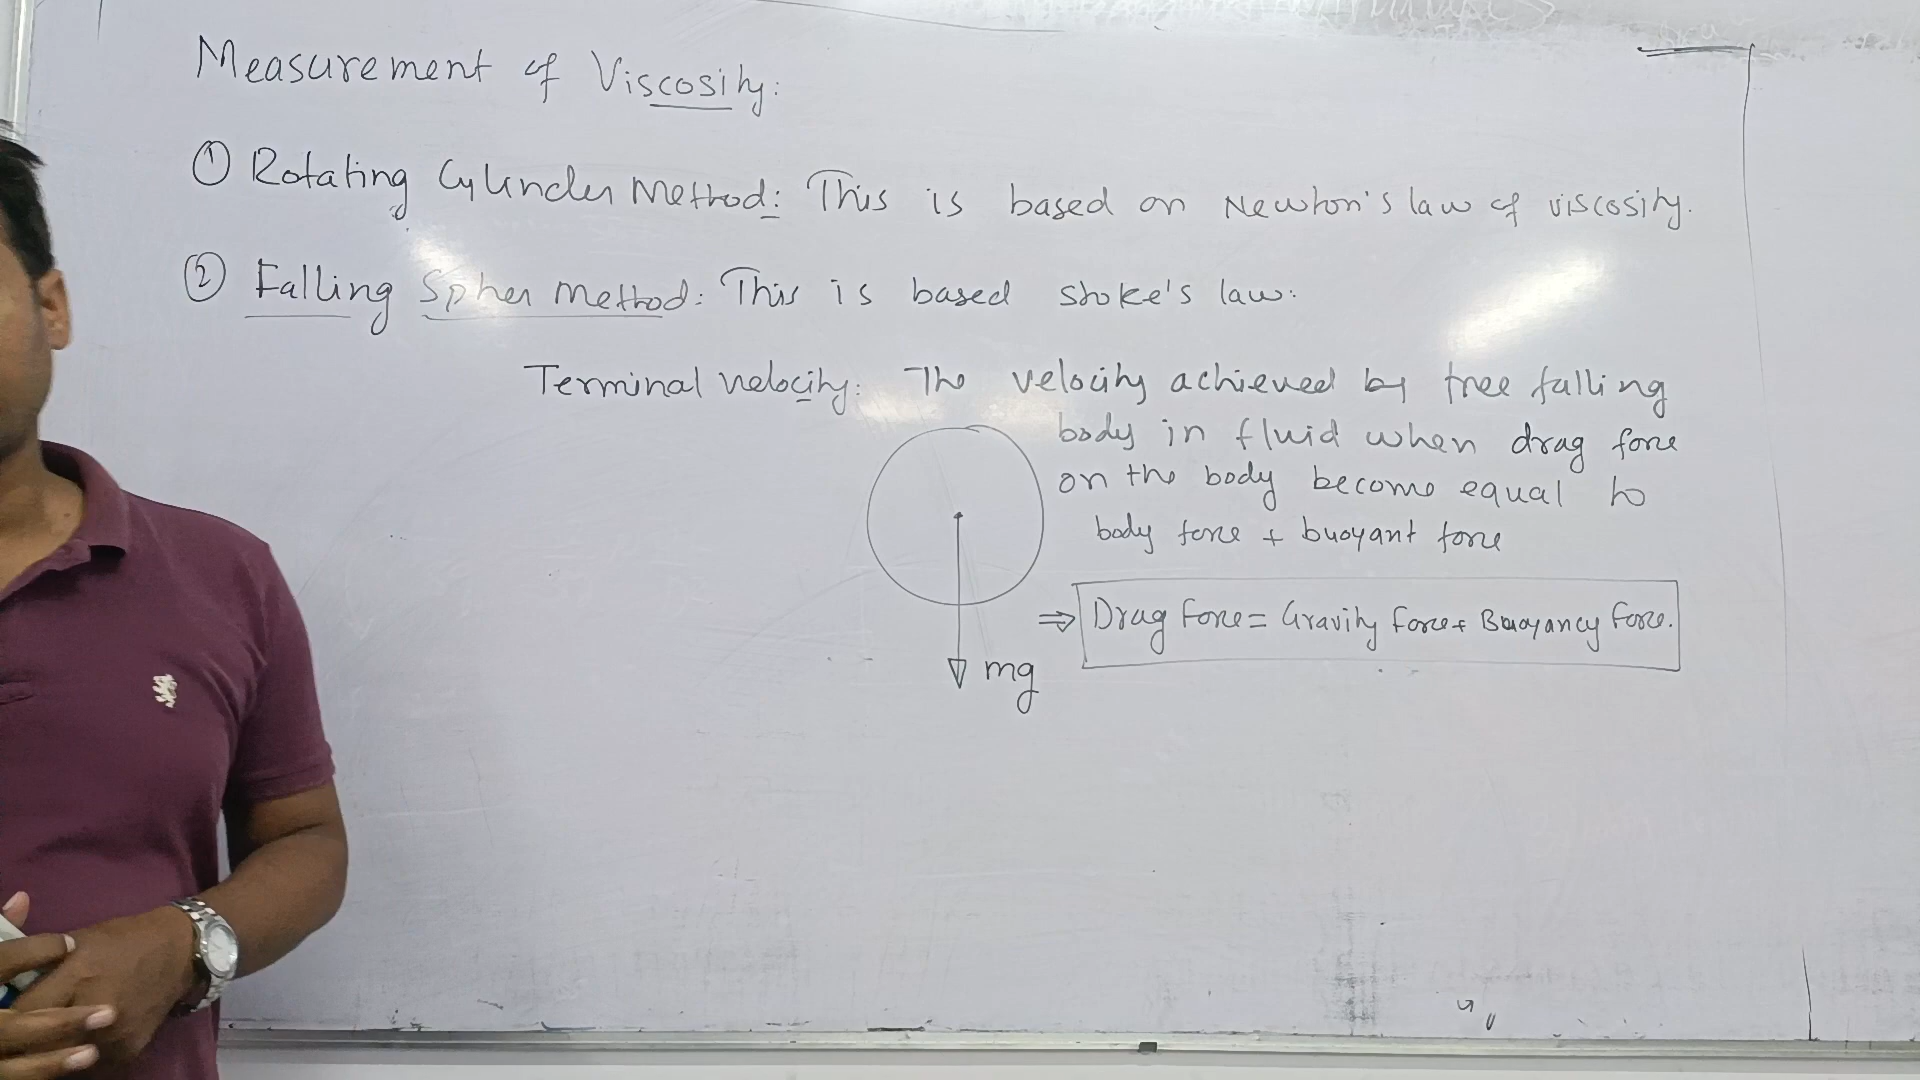 Measurement of Viscosity:
① Rotating Cylinder Method: This is based on Newton's law of viscosity.
② Falling Spher Method: This is based stoke's law.
Terminal velocity: The velocity achieved by free falling
body in fluid when drag force
on the body become equal to
body force + buoyant force
⇒ Drag Force = Gravity Force + Buoyancy Force.
mg